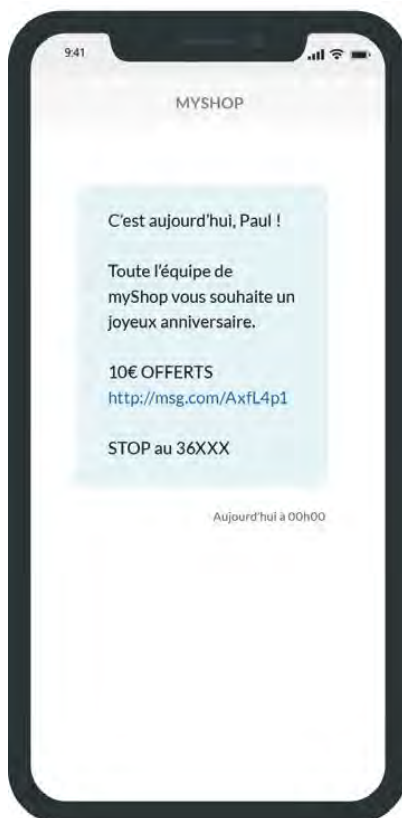 9:41
MYSHOP
C'est aujourd'hui, Paul !
Toute l'équipe de
myShop vous souhaite un
joyeux anniversaire.
10€ OFFERTS
http://msg.com/AxfL4p1
STOP au 36XXX
Aujourd'hui à 00h00